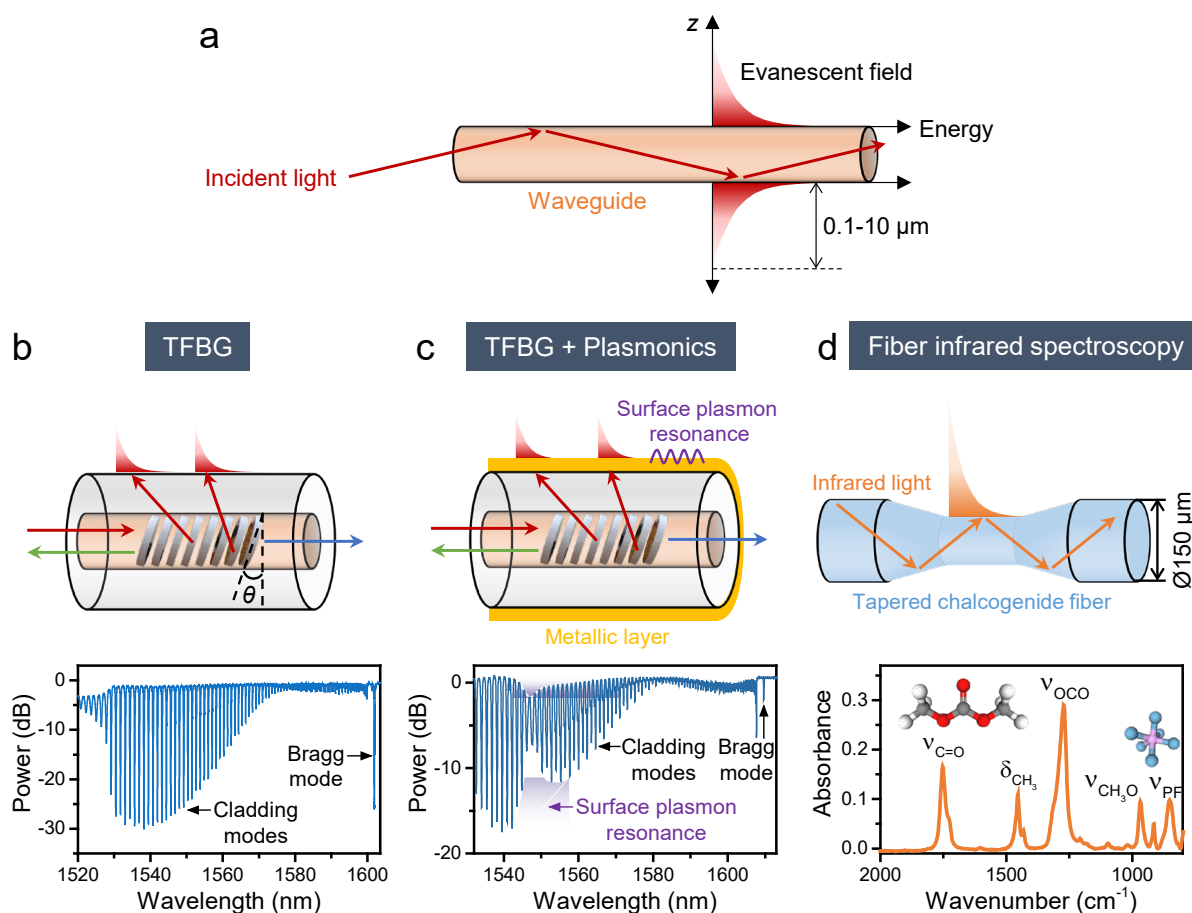 a
z
Evanescent field
Energy
Incident light
Waveguide
0.1-10 μm
b
TFBG
θ
0
-10
-20
-30
Power (dB)
Bragg
mode
Cladding
modes
1520
1540
1560
1580
1600
Wavelength (nm)
c
TFBG + Plasmonics
Surface plasmon
resonance
Metallic layer
0
-10
-20
Power (dB)
Cladding
modes
Bragg
mode
Surface plasmon
resonance
1540
1560
1580
1600
Wavelength (nm)
d
Fiber infrared spectroscopy
Infrared light
Ø150 μm
Tapered chalcogenide fiber
0.3
0.2
0.1
0.0
Absorbance
νC=O
δCH₃
νOCO
νCH₃O
νPF
2000
1500
1000
Wavenumber (cm⁻¹)